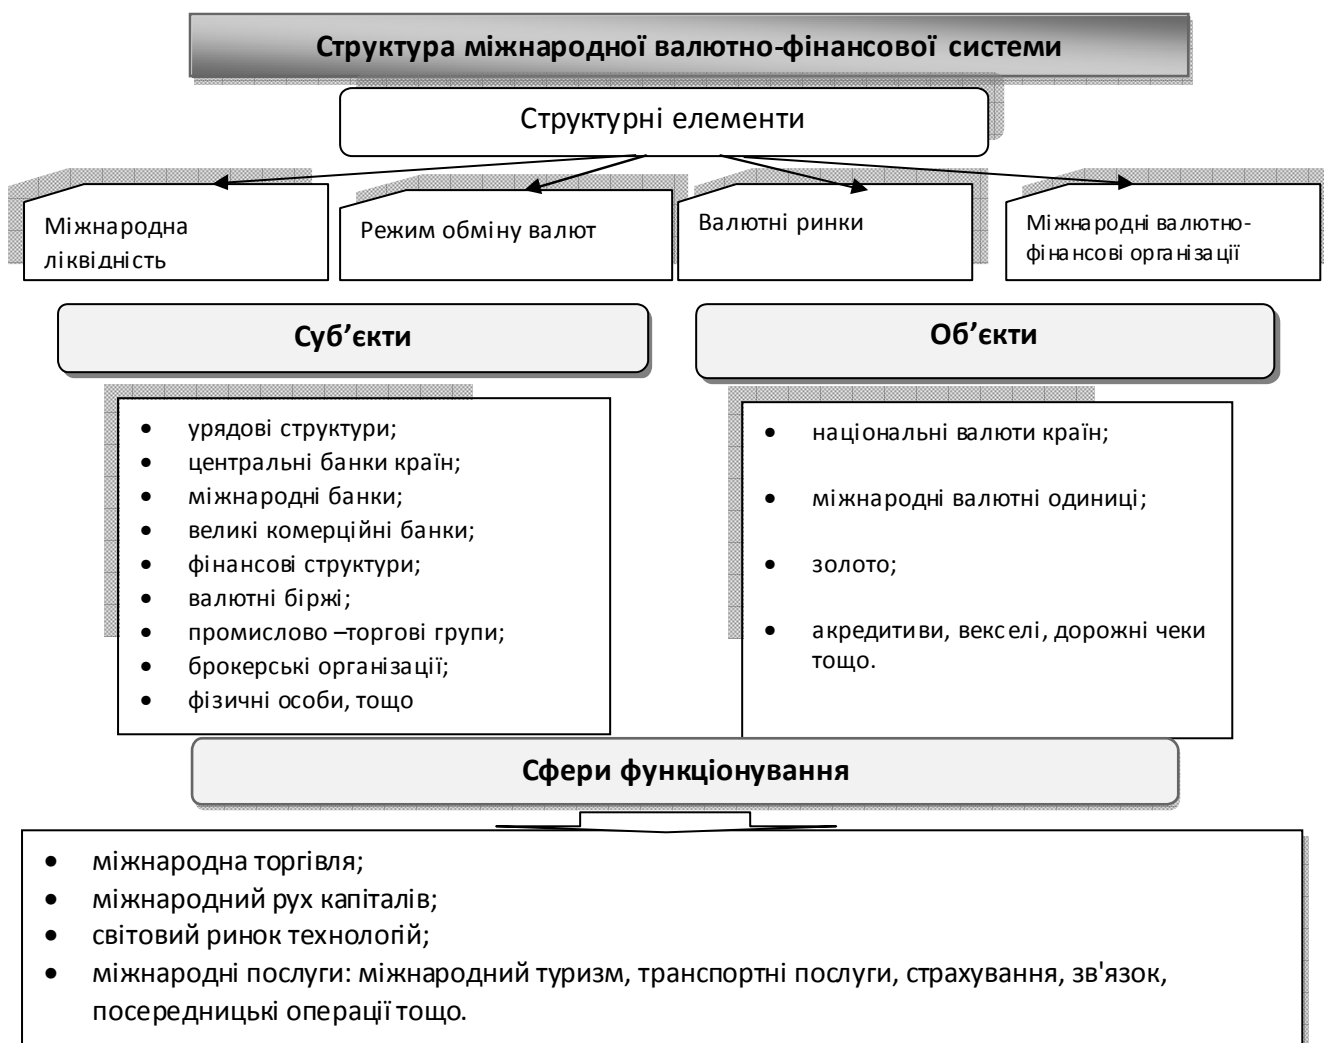 Структура міжнародної валютно-фінансової системи
Структурні елементи
Міжнародна
ліквідність
Режим обміну валют
Валютні ринки
Міжнародні валютно-
фінансові організації
Суб’єкти
• урядові структури;
• центральні банки країн;
• міжнародні банки;
• великі комерційні банки;
• фінансові структури;
• валютні біржі;
• промислово –торгові групи;
• брокерські організації;
• фізичні особи, тощо
Об’єкти
• національні валюти країн;
• міжнародні валютні одиниці;
• золото;
• акредитиви, векселі, дорожні чеки
тощо.
Сфери функціонування
• міжнародна торгівля;
• міжнародний рух капіталів;
• світовий ринок технологій;
• міжнародні послуги: міжнародний туризм, транспортні послуги, страхування, зв'язок,
посередницькі операції тощо.